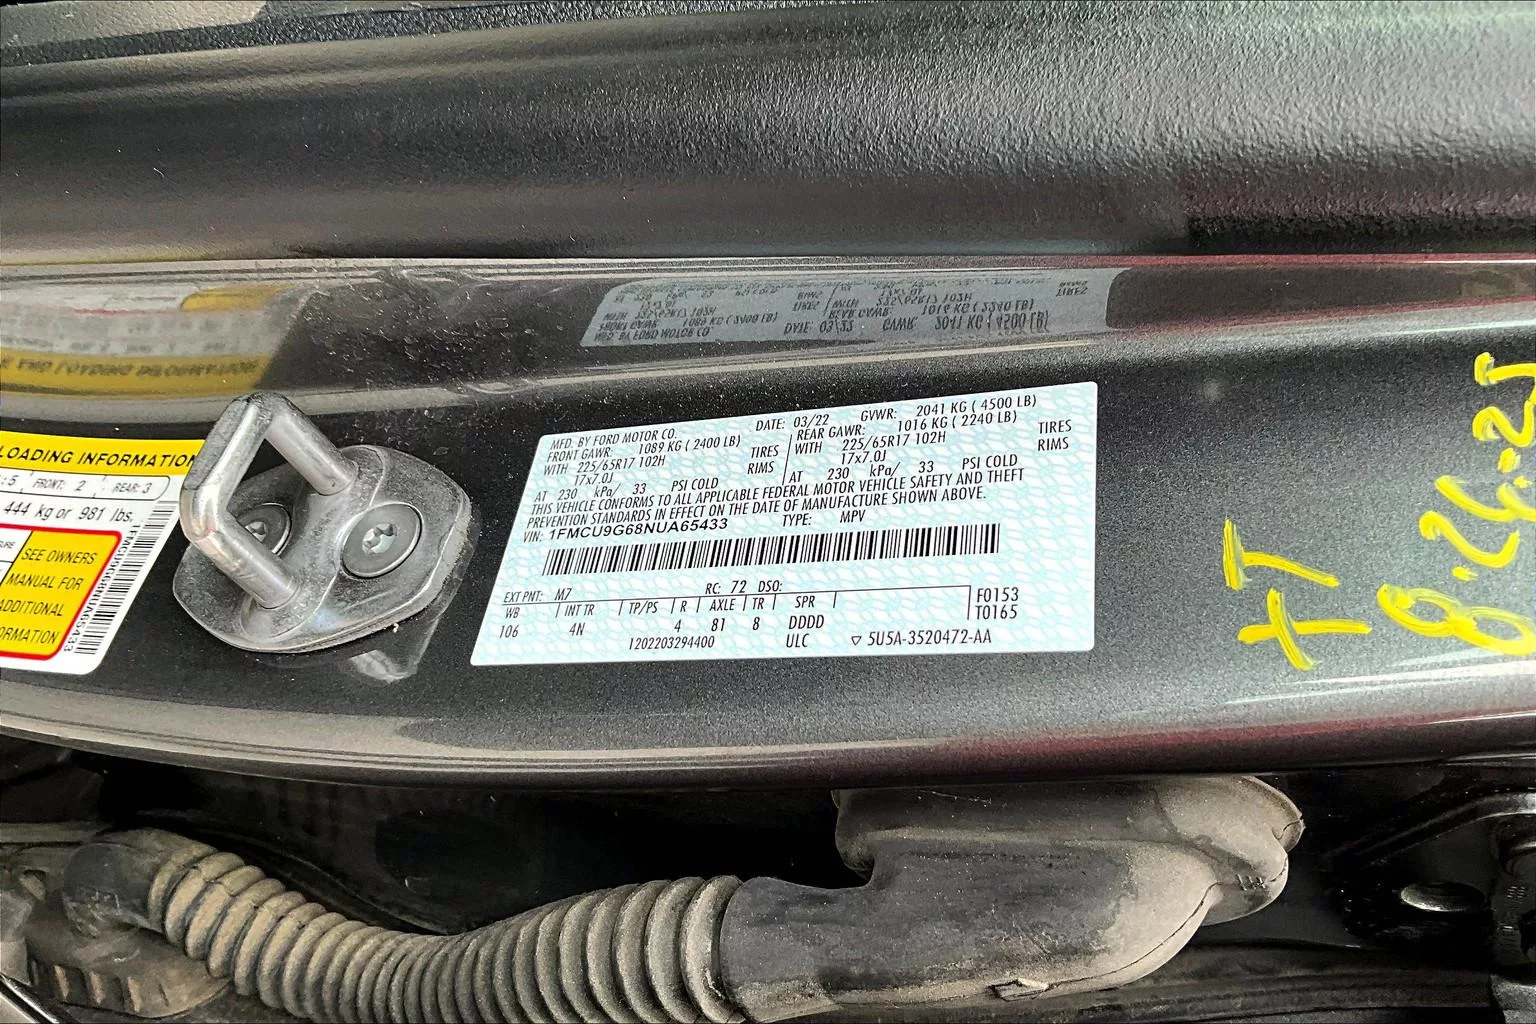 LOADING INFORMATION
: 5 FRONT: 2 REAR: 3
444 kg or 981 lbs.
SEE OWNERS
MANUAL FOR
ADDITIONAL
ORMATION
1FMCU9G68NUA65433
MFD. BY FORD MOTOR CO. DATE: 03/22 GVWR: 2041 KG ( 4500 LB)
FRONT GAWR: 1089 KG ( 2400 LB) REAR GAWR: 1016 KG ( 2240 LB)
WITH 225/65R17 102H TIRES WITH 225/65R17 102H TIRES
17x7.0J RIMS 17x7.0J RIMS
AT 230 kPa/ 33 PSI COLD AT 230 kPa/ 33 PSI COLD
THIS VEHICLE CONFORMS TO ALL APPLICABLE FEDERAL MOTOR VEHICLE SAFETY AND THEFT
PREVENTION STANDARDS IN EFFECT ON THE DATE OF MANUFACTURE SHOWN ABOVE.
VIN: 1FMCU9G68NUA65433 TYPE: MPV
EXT PNT: M7 RC: 72 DSO:
WB INT TR TP/PS R AXLE TR SPR F0153
106 4N 4 81 8 DDDD T0165
1202203294400 ULC ▽ 5U5A-3520472-AA
8.26.25